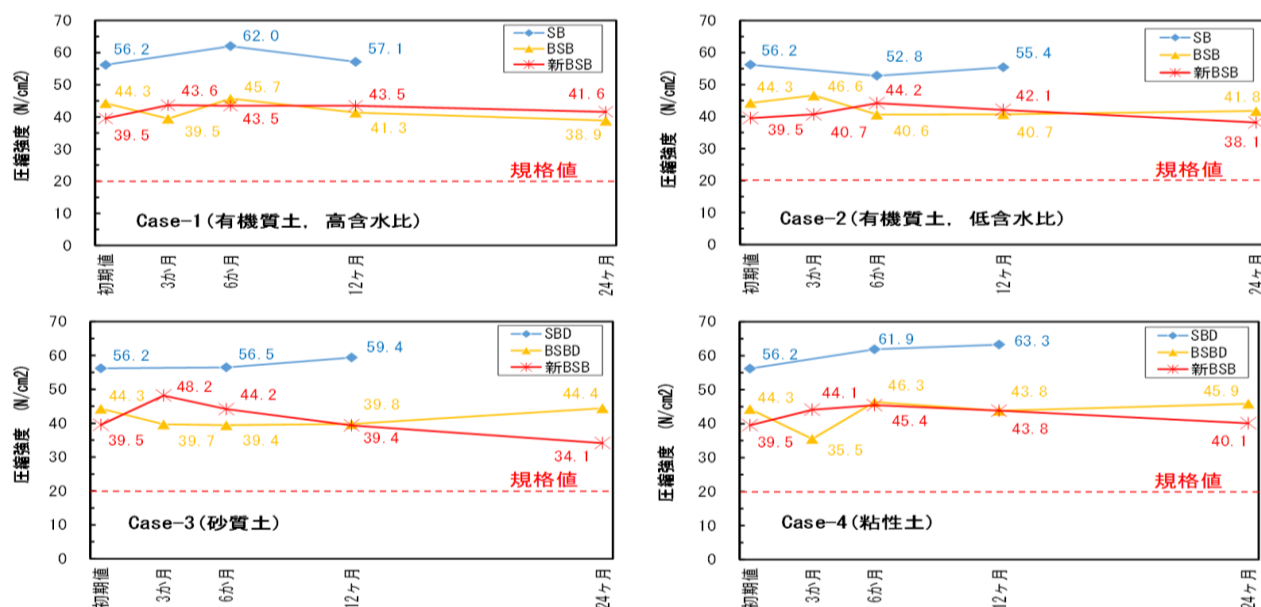 圧縮強度 (N/cm2)
70
60
50
40
30
20
10
0
SB
BSB
新BSB
56.2
62.0
57.1
44.3
43.6
45.7
43.5
41.6
39.5
39.5
43.5
41.3
38.9
規格値
Case-1(有機質土, 高含水比)
初期値
3か月
6か月
12ヶ月
24ヶ月
圧縮強度 (N/cm2)
70
60
50
40
30
20
10
0
SB
BSB
新BSB
56.2
52.8
55.4
44.3
46.6
44.2
42.1
41.8
39.5
40.7
40.6
40.7
38.1
規格値
Case-2(有機質土, 低含水比)
初期値
3か月
6か月
12ヶ月
24ヶ月
圧縮強度 (N/cm2)
70
60
50
40
30
20
10
0
SBD
BSBD
新BSB
56.2
56.5
59.4
44.3
48.2
44.2
39.8
44.4
39.5
39.7
39.4
39.4
34.1
規格値
Case-3(砂質土)
初期値
3か月
6か月
12ヶ月
24ヶ月
圧縮強度 (N/cm2)
70
60
50
40
30
20
10
0
SBD
BSBD
新BSB
56.2
61.9
63.3
44.3
44.1
46.3
43.8
45.9
39.5
35.5
45.4
43.8
40.1
規格値
Case-4(粘性土)
初期値
3か月
6か月
12ヶ月
24ヶ月